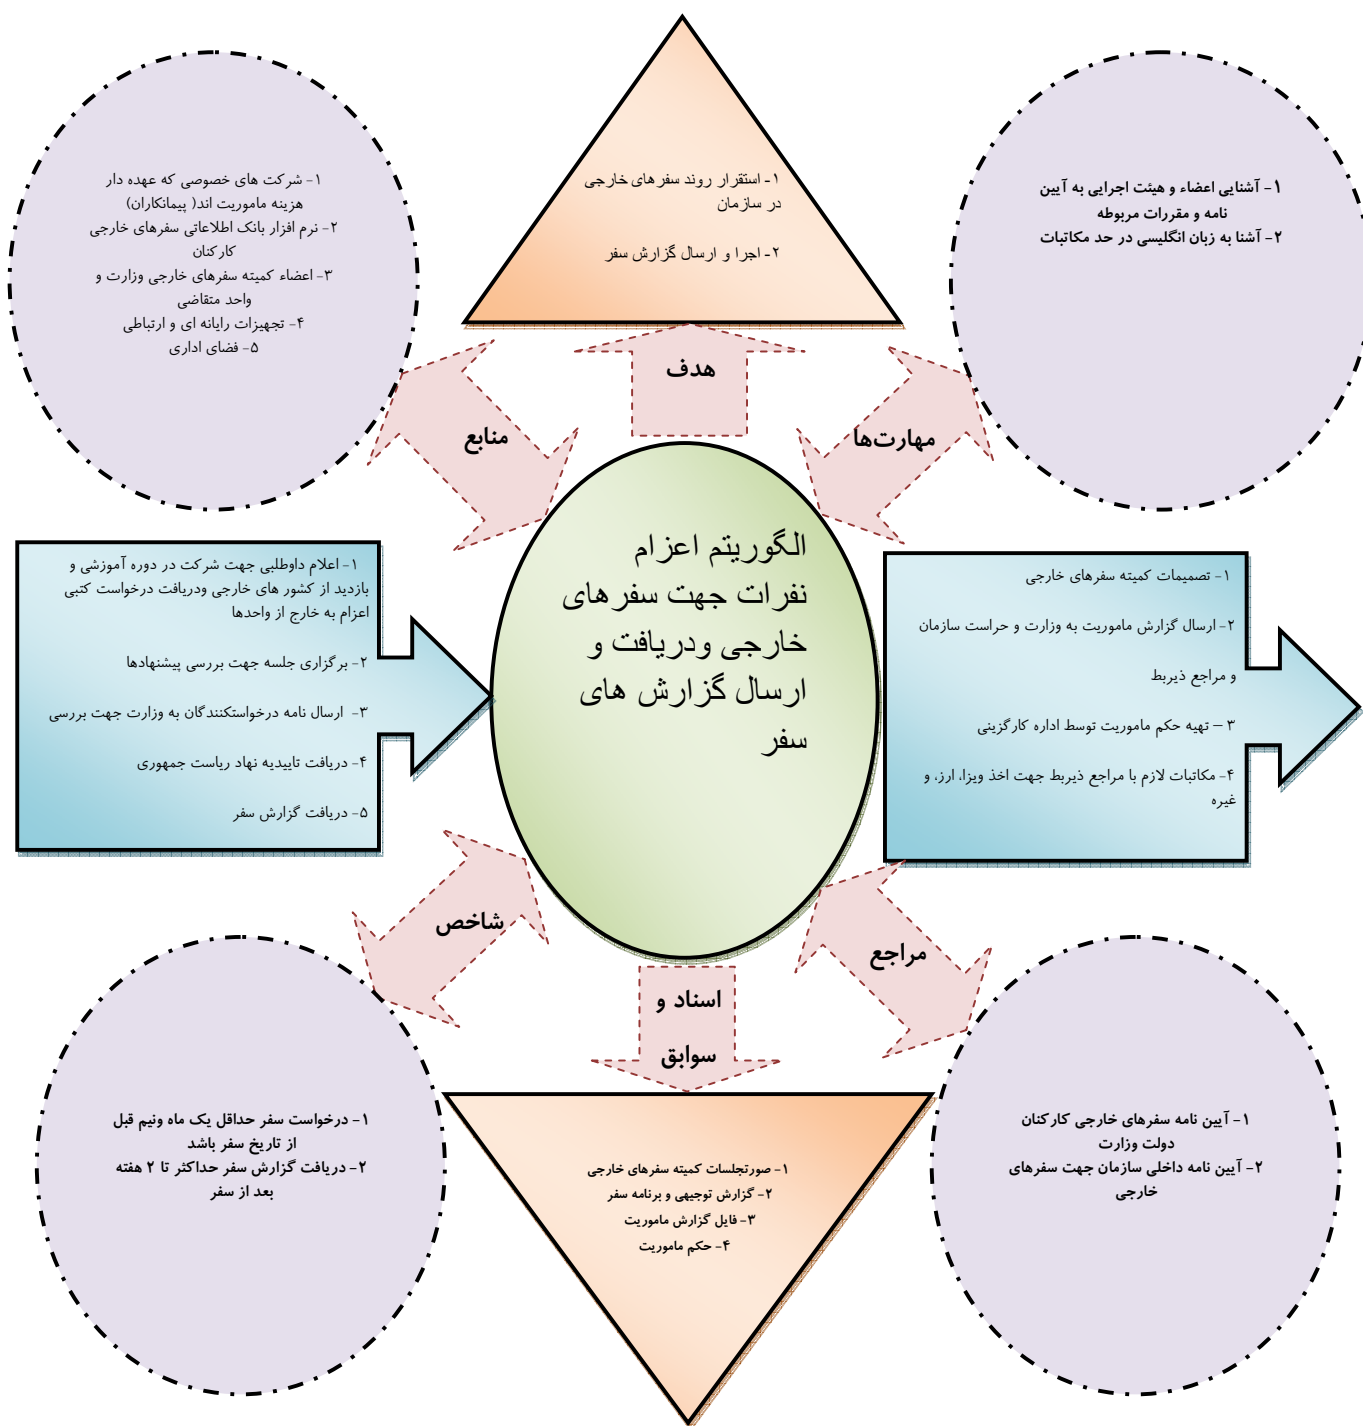 ۱- استقرار روند سفرهای خارجی
در سازمان
۲- اجرا و ارسال گزارش سفر
هدف
۱- آشنایی اعضاء و هیئت اجرایی به آیین
نامه و مقررات مربوطه
۲- آشنا به زبان انگلیسی در حد مکاتبات
مهارت‌ها
۱- شرکت های خصوصی که عهده دار
هزینه ماموریت اند( پیمانکاران)
۲- نرم افزار بانک اطلاعاتی سفرهای خارجی
کارکنان
۳- اعضاء کمیته سفرهای خارجی وزارت و
واحد متقاضی
۴- تجهیزات رایانه ای و ارتباطی
۵- فضای اداری
منابع
الگوریتم اعزام
نفرات جهت سفرهای
خارجی ودریافت و
ارسال گزارش های
سفر
۱- تصمیمات کمیته سفرهای خارجی
۲- ارسال گزارش ماموریت به وزارت و حراست سازمان
و مراجع ذیربط
۳ – تهیه حکم ماموریت توسط اداره کارگزینی
۴- مکاتبات لازم با مراجع ذیربط جهت اخذ ویزا، ارز، و
غیره
۱- اعلام داوطلبی جهت شرکت در دوره آموزشی و
بازدید از کشور های خارجی ودریافت درخواست کتبی
اعزام به خارج از واحدها
۲- برگزاری جلسه جهت بررسی پیشنهادها
۳- ارسال نامه درخواستکنندگان به وزارت جهت بررسی
۴- دریافت تاییدیه نهاد ریاست جمهوری
۵- دریافت گزارش سفر
مراجع
۱- آیین نامه سفرهای خارجی کارکنان
دولت وزارت
۲- آیین نامه داخلی سازمان جهت سفرهای
خارجی
اسناد و
سوابق
۱- صورتجلسات کمیته سفرهای خارجی
۲- گزارش توجیهی و برنامه سفر
۳- فایل گزارش ماموریت
۴- حکم ماموریت
شاخص
۱- درخواست سفر حداقل یک ماه ونیم قبل
از تاریخ سفر باشد
۲- دریافت گزارش سفر حداکثر تا ۲ هفته
بعد از سفر